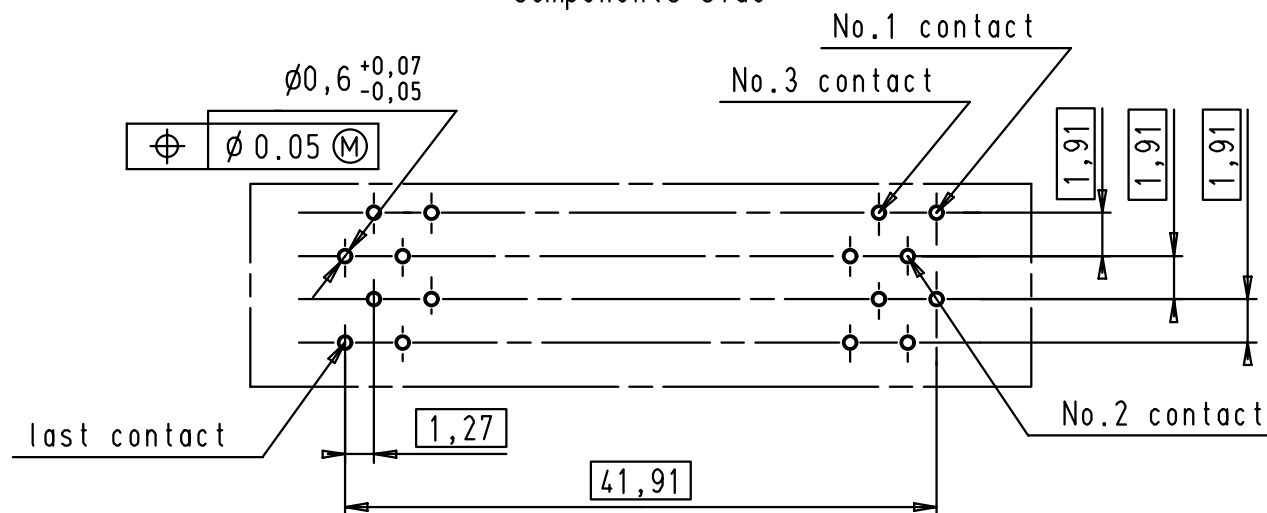 No.1 contact
No.3 contact
Ø0,6 +0,07 -0,05
⌖ Ø 0.05 Ⓜ
1,91
1,91
1,91
No.2 contact
last contact
1,27
41,91